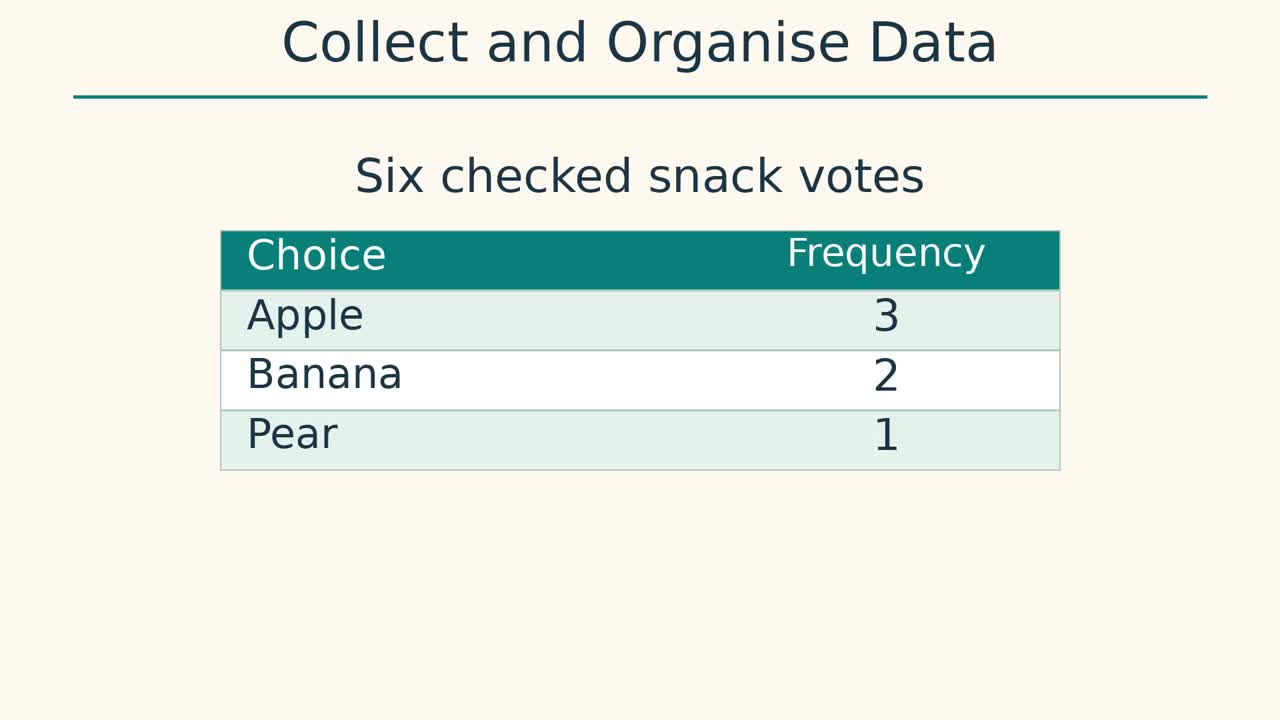 Collect and Organise Data
Six checked snack votes
Choice Frequency
Apple 3
Banana 2
Pear 1